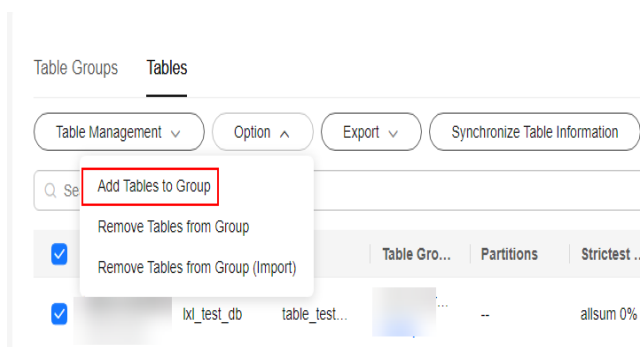 Table Groups Tables
Table Management Option Export Synchronize Table Information
Se
Add Tables to Group
Remove Tables from Group
Remove Tables from Group (Import)
Table Gro... Partitions Strictest ..
lxl_test_db table_test... ... -- allsum 0%